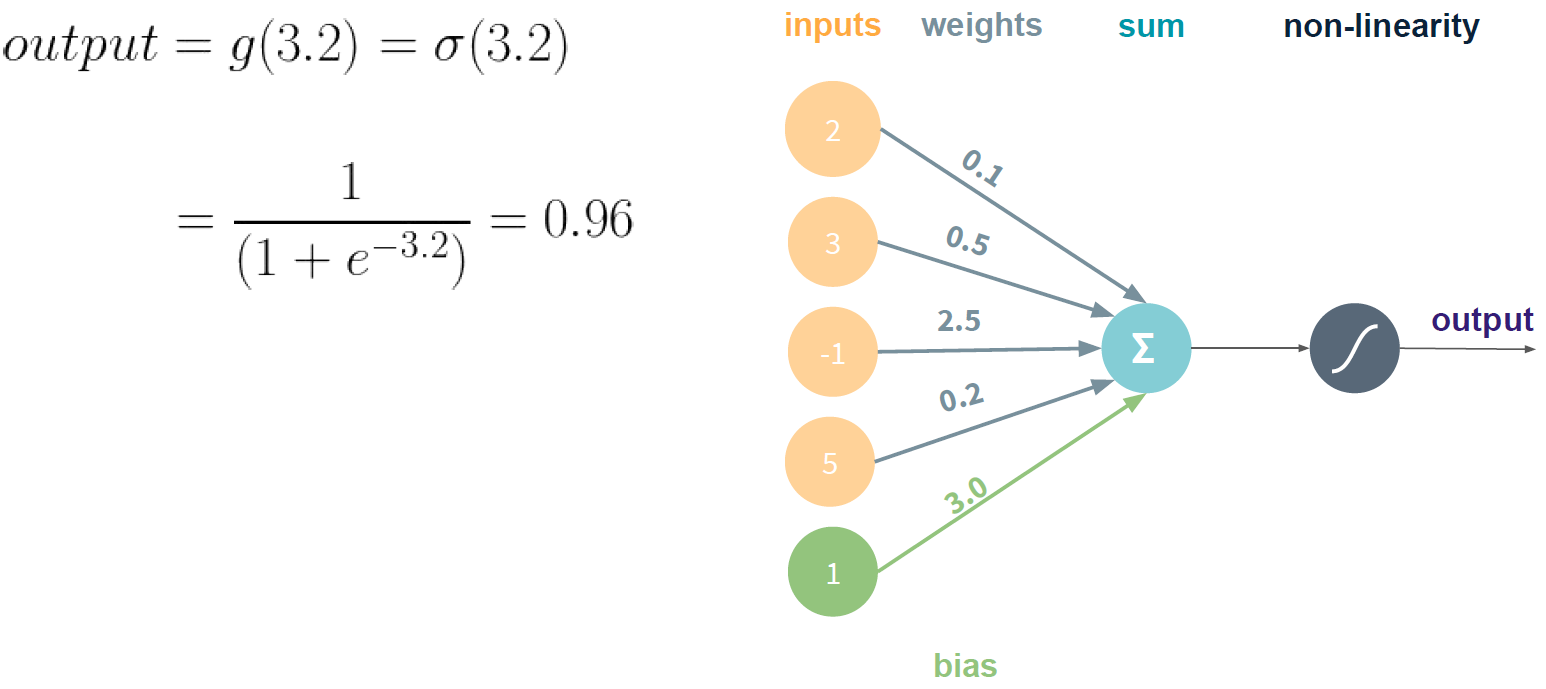 output = g(3.2) = σ(3.2)
= 1 / (1 + e^{-3.2}) = 0.96
inputs weights sum non-linearity
2
0.1
3
0.5
-1
2.5
Σ
output
5
0.2
1
3.0
bias